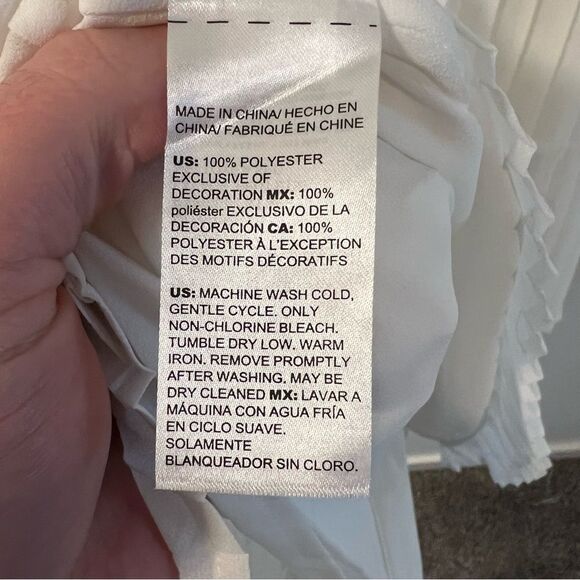 MADE IN CHINA/ HECHO EN
CHINA/ FABRIQUÉ EN CHINE
US: 100% POLYESTER
EXCLUSIVE OF
DECORATION MX: 100%
poliéster EXCLUSIVO DE LA
DECORACIÓN CA: 100%
POLYESTER À L'EXCEPTION
DES MOTIFS DÉCORATIFS
US: MACHINE WASH COLD,
GENTLE CYCLE. ONLY
NON-CHLORINE BLEACH.
TUMBLE DRY LOW. WARM
IRON. REMOVE PROMPTLY
AFTER WASHING. MAY BE
DRY CLEANED MX: LAVAR A
MÁQUINA CON AGUA FRÍA
EN CICLO SUAVE.
SOLAMENTE
BLANQUEADOR SIN CLORO.